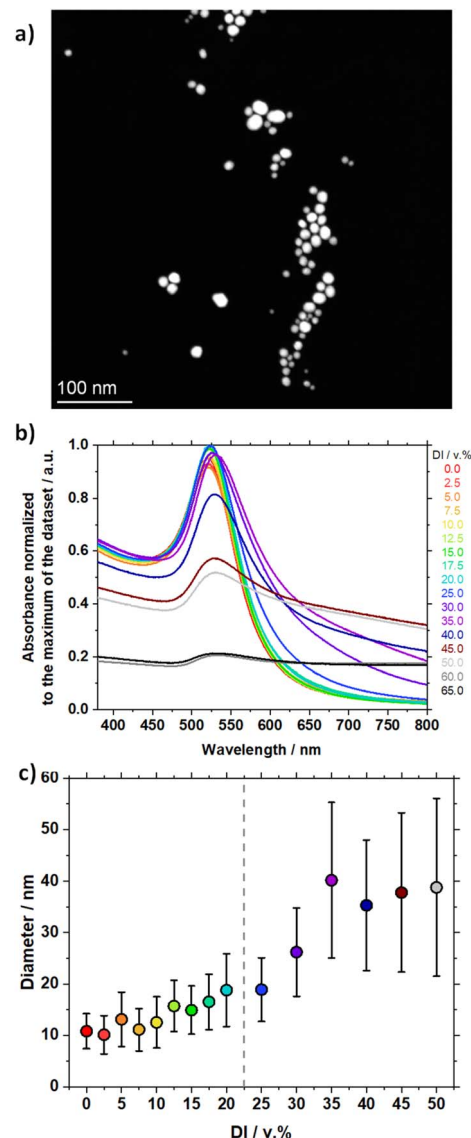 a)
100 nm
b)
Absorbance normalized
to the maximum of the dataset / a.u.
1.0
0.8
0.6
0.4
0.2
0.0
400 450 500 550 600 650 700 750 800
Wavelength / nm
DI / v.%
0.0
2.5
5.0
7.5
10.0
12.5
15.0
17.5
20.0
25.0
30.0
35.0
40.0
45.0
50.0
60.0
65.0
c)
Diameter / nm
60
50
40
30
20
10
0
0 5 10 15 20 25 30 35 40 45 50
DI / v.%